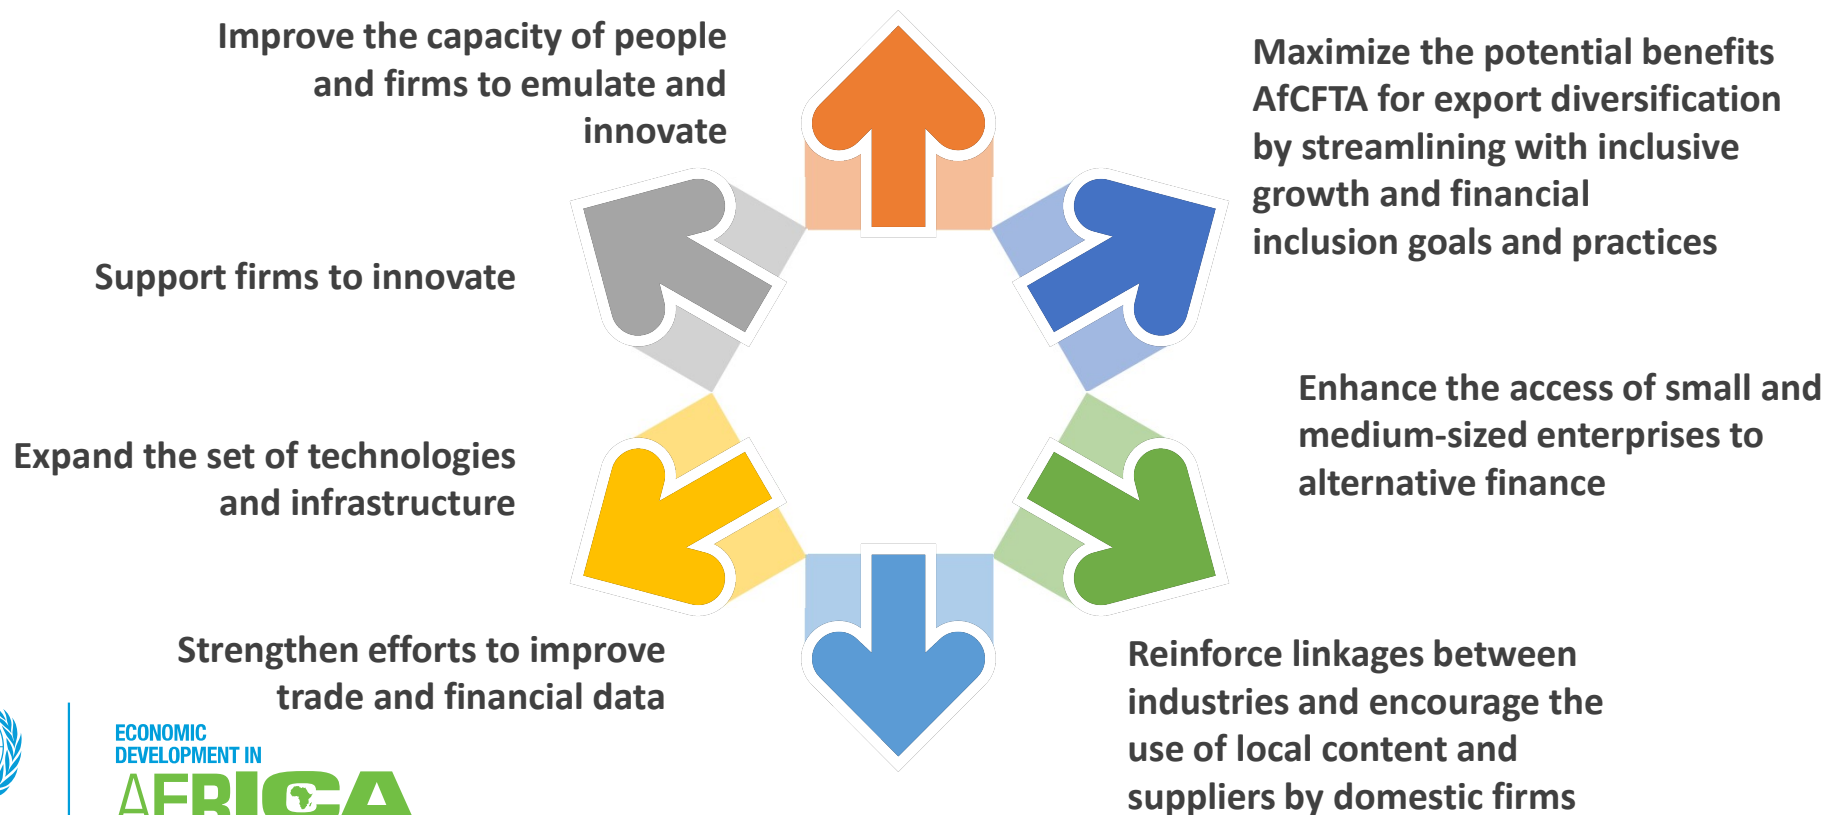 Improve the capacity of people
and firms to emulate and
innovate
Maximize the potential benefits
AfCFTA for export diversification
by streamlining with inclusive
growth and financial
inclusion goals and practices
Support firms to innovate
Enhance the access of small and
medium-sized enterprises to
alternative finance
Expand the set of technologies
and infrastructure
Strengthen efforts to improve
trade and financial data
Reinforce linkages between
industries and encourage the
use of local content and
suppliers by domestic firms
ECONOMIC
DEVELOPMENT IN
AFRICA